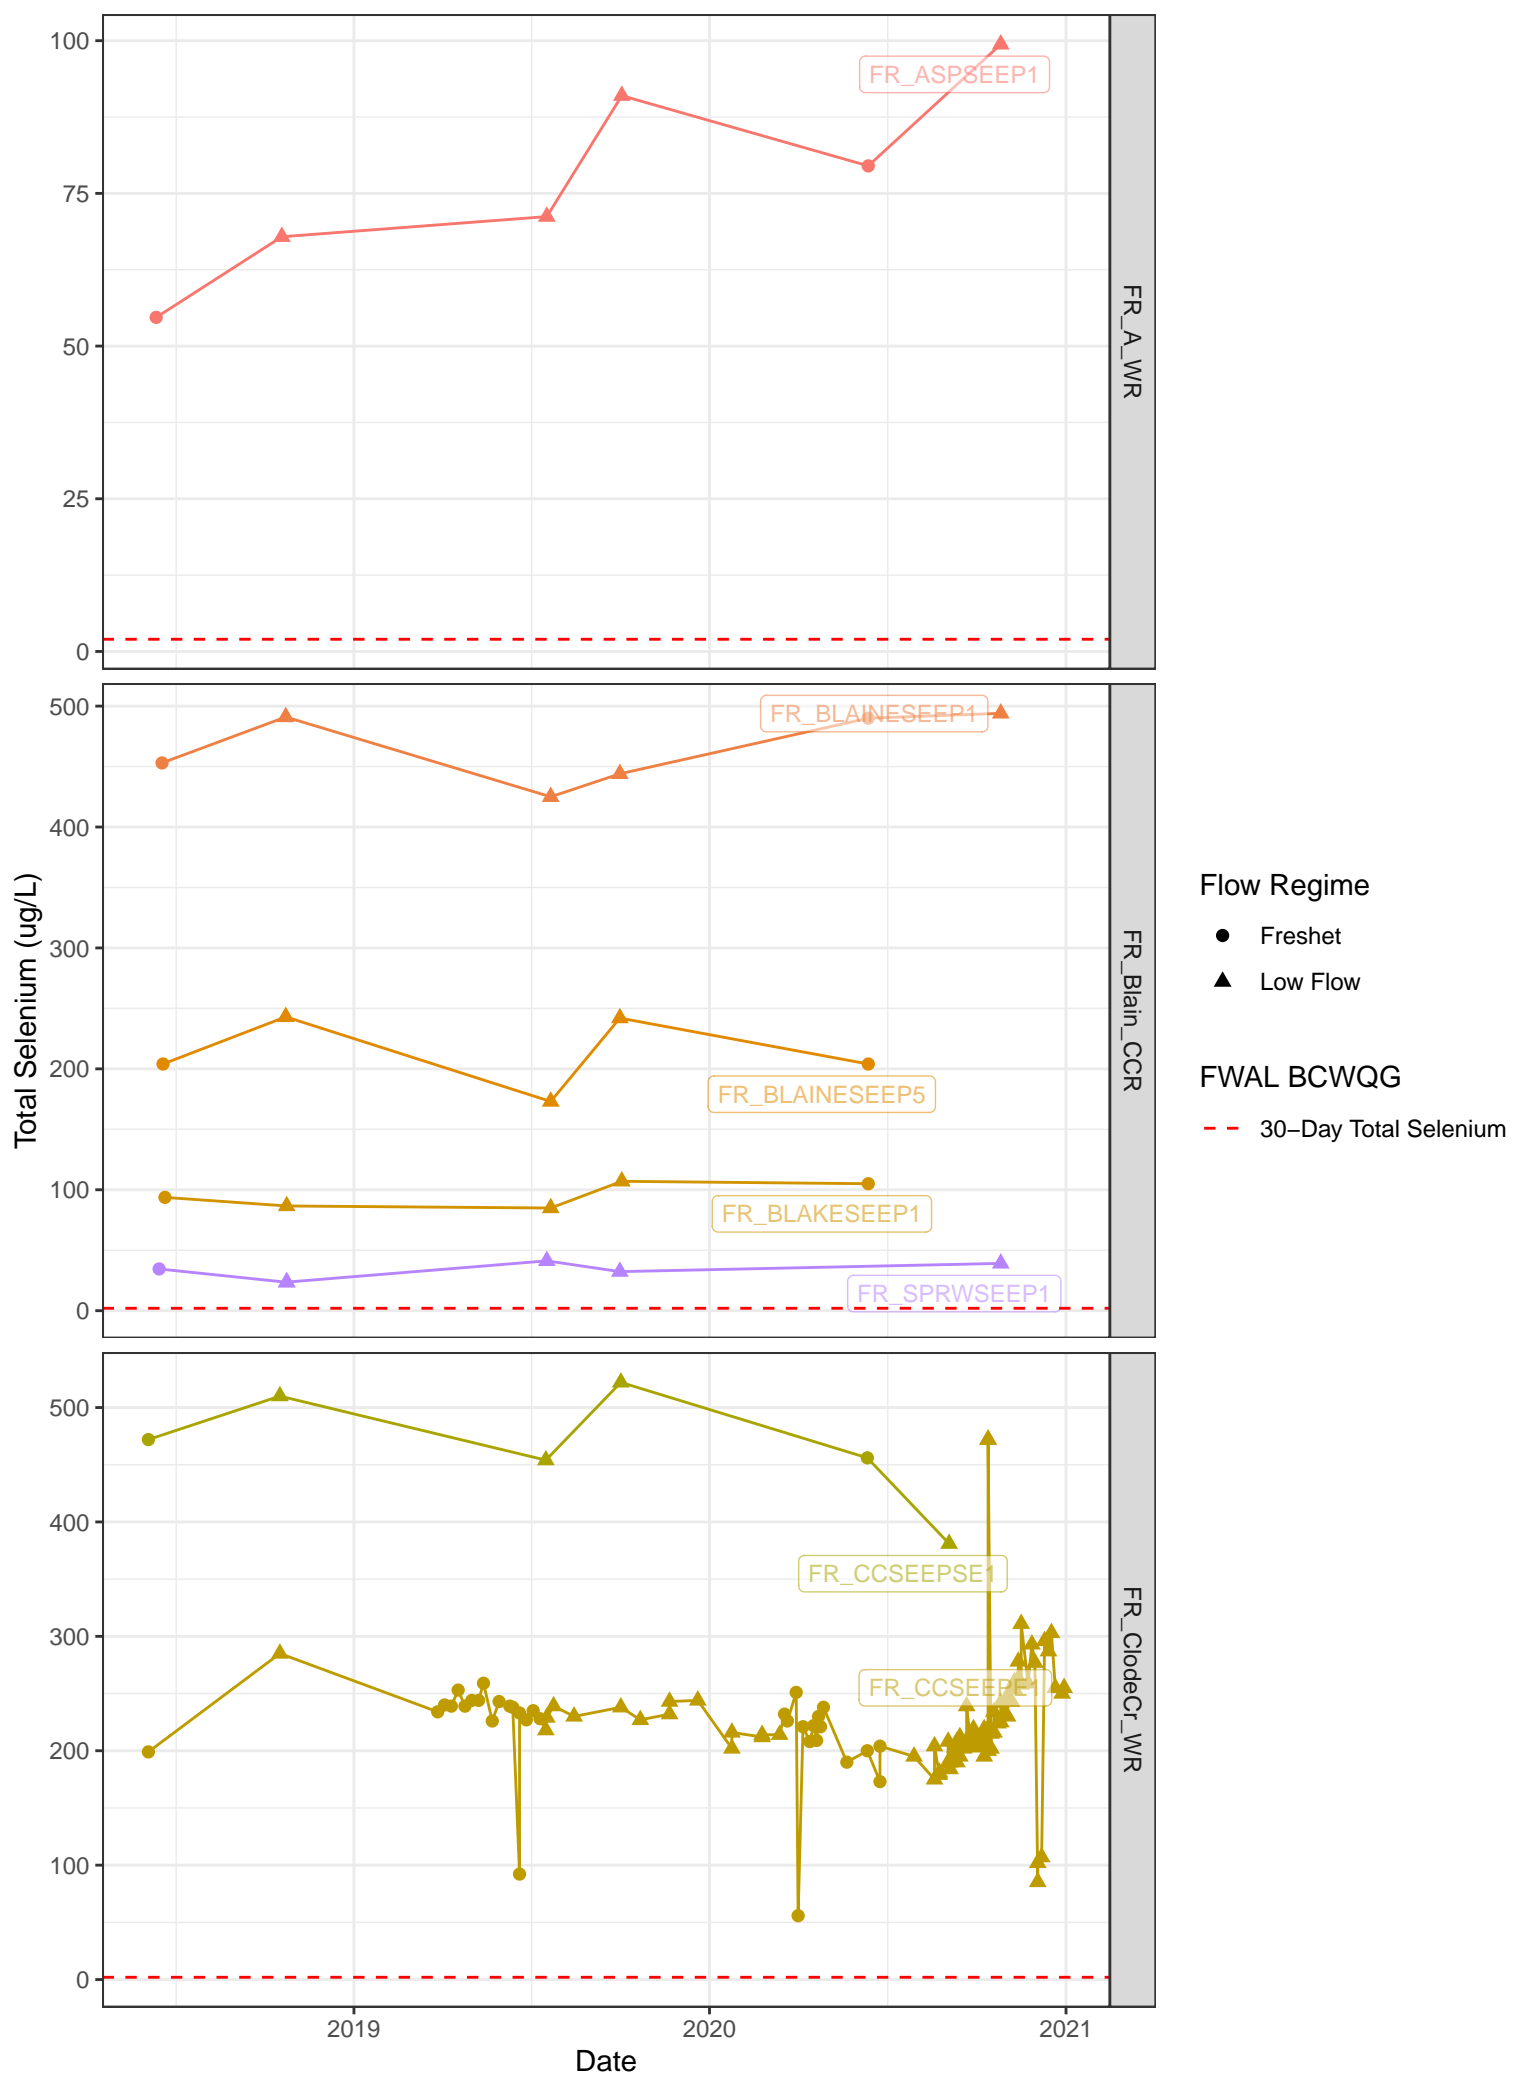 100
75
50
25
0
FR_ASPSEEP1
FR_A_WR
500
400
300
200
100
0
FR_BLAINESEEP1
FR_BLAINESEEP5
FR_BLAKESEEP1
FR_SPRWSEEP1
FR_Blain_CCR
Total Selenium (ug/L)
500
400
300
200
100
0
FR_CCSEEPSE1
FR_CCSEEPE1
FR_ClodeCr_WR
2019
2020
2021
Date
Flow Regime
Freshet
Low Flow
FWAL BCWQG
30−Day Total Selenium